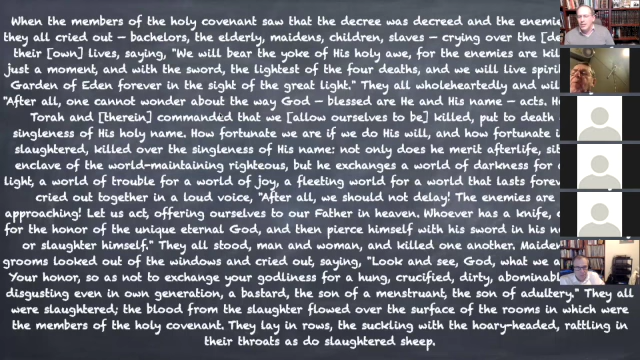 When the members of the holy covenant saw that the decree was decreed and the
they all cried out — bachelors, the elderly, maidens, children, slaves — crying over the
their [own] lives, saying, "We will bear the yoke of His holy awe, for the enemies are
just a moment, and with the sword, the lightest of the four deaths, and we will live
Garden of Eden forever in the sight of the great light." They all wholeheartedly and
"After all, one cannot wonder about the way God — blessed are He and His name — acts.
Torah and [therein] commanded that we [allow ourselves to be] killed, put to death
singleness of His holy name. How fortunate we are if we do His will, and how fortunate
slaughtered, killed over the singleness of His name: not only does he merit afterlife,
enclave of the world-maintaining righteous, but he exchanges a world of darkness for
light, a world of trouble for a world of joy, a fleeting world for a world that lasts
cried out together in a loud voice, "After all, we should not delay! The enemies are
approaching! Let us act, offering ourselves to our Father in heaven. Whoever has a knife,
for the honor of the unique eternal God, and then pierce himself with his sword in his
or slaughter himself." They all stood, man and woman, and killed one another.
grooms looked out of the windows and cried out, saying, "Look and see, God, what we
Your honor, so as not to exchange your godliness for a hung, crucified, dirty,
disgusting even in own generation, a bastard, the son of a menstruant, the son of adultery." They all
were slaughtered; the blood from the slaughter flowed over the surface of the rooms in which were
the members of the holy covenant. They lay in rows, the suckling with the hoary-headed, rattling in
their throats as do slaughtered sheep.